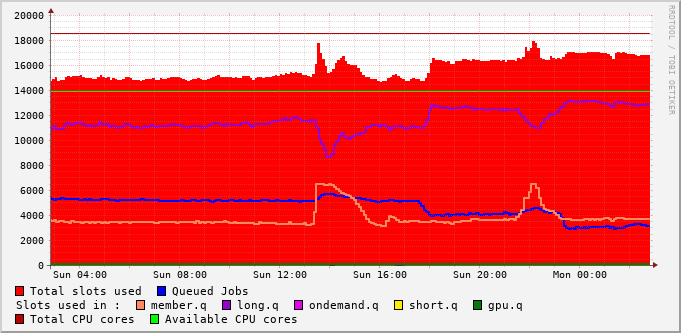 20000
18000
16000
14000
12000
10000
8000
6000
4000
2000
0
Sun 04:00 Sun 08:00 Sun 12:00 Sun 16:00 Sun 20:00 Mon 00:00
Total slots used Queued Jobs
Slots used in : member.q long.q ondemand.q short.q gpu.q
Total CPU cores Available CPU cores
RRDTOOL / TOBI OETIKER